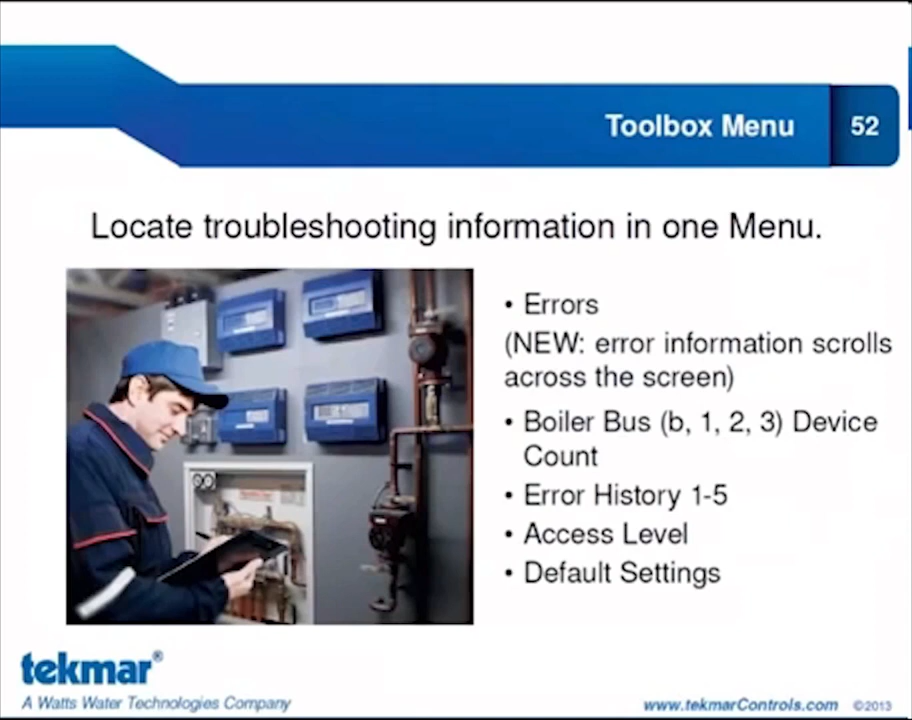 Toolbox Menu
52
Locate troubleshooting information in one Menu.
• Errors
(NEW: error information scrolls
across the screen)
• Boiler Bus (b, 1, 2, 3) Device
Count
• Error History 1-5
• Access Level
• Default Settings
tekmar®
A Watts Water Technologies Company
www.tekmarControls.com ©2013